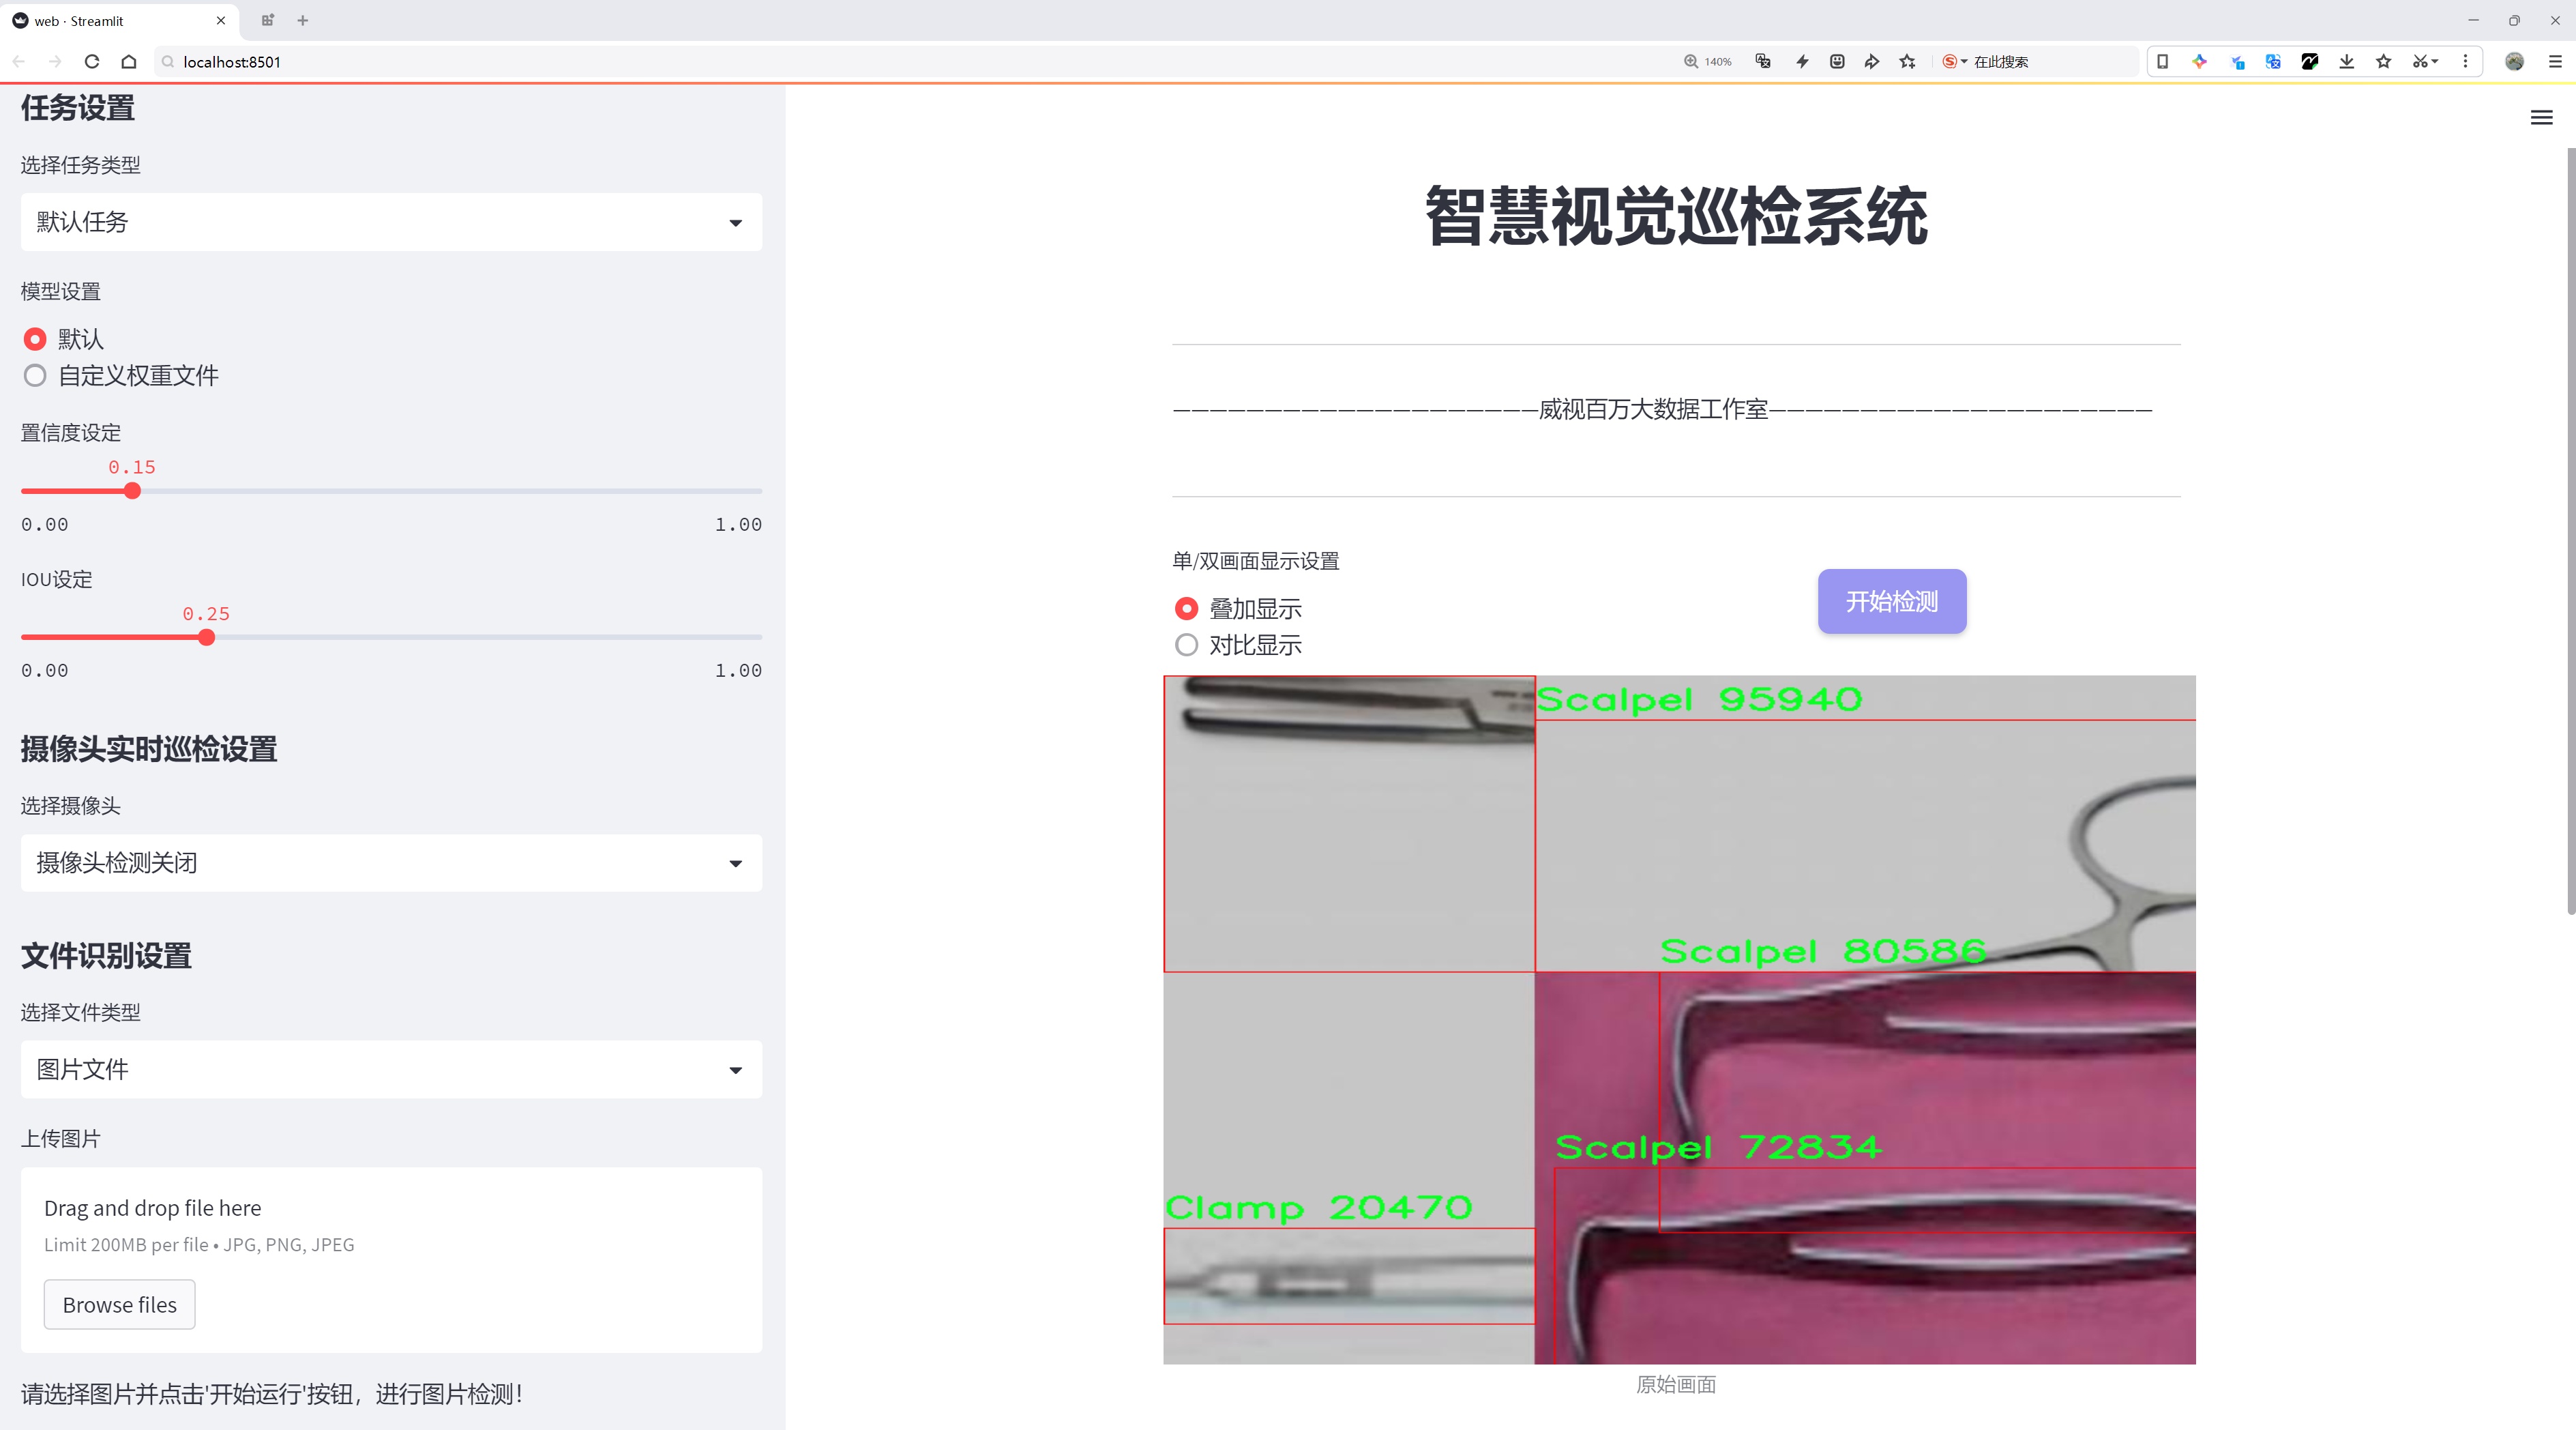 web · Streamlit
localhost:8501
140%
在此搜索
任务设置
选择任务类型
默认任务
模型设置
默认
自定义权重文件
置信度设定
0.15
0.00 1.00
IOU设定
0.25
0.00 1.00
摄像头实时巡检设置
选择摄像头
摄像头检测关闭
文件识别设置
选择文件类型
图片文件
上传图片
Drag and drop file here
Limit 200MB per file • JPG, PNG, JPEG
Browse files
请选择图片并点击'开始运行'按钮，进行图片检测！
智慧视觉巡检系统
————————————————————威视百万大数据工作室—————————————————————
单/双画面显示设置
叠加显示
对比显示
开始检测
Scalpel 95940
Scalpel 80586
Scalpel 72834
Clamp 20470
原始画面